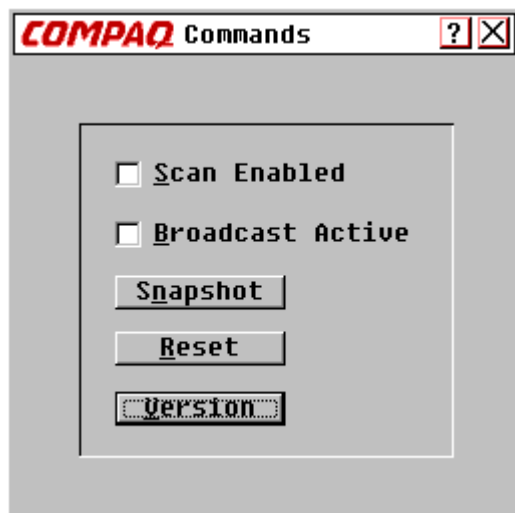 COMPAQ Commands ?
Scan Enabled
Broadcast Active
Snapshot
Reset
Version